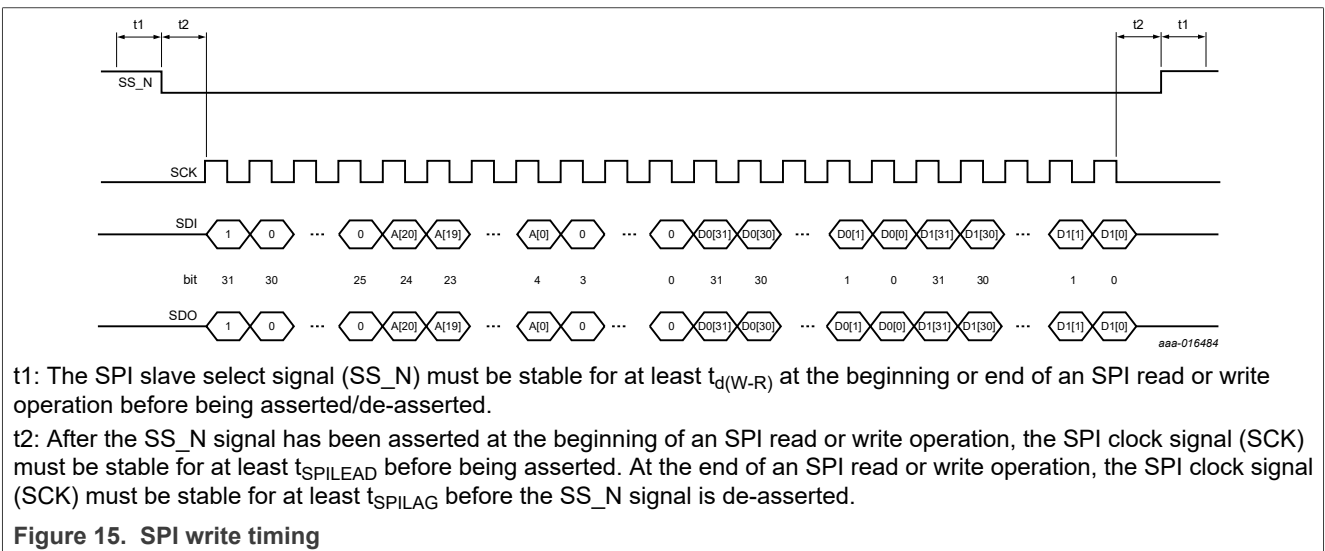 t1 t2 t2 t1
SS_N
SCK
SDI 1 0 ... 0 A[20] A[19] ... A[0] 0 ... 0 D0[31] D0[30] ... D0[1] D0[0] D1[31] D1[30] ... D1[1] D1[0]
bit 31 30 25 24 23 4 3 0 31 30 1 0 31 30 1 0
SDO 1 0 ... 0 A[20] A[19] ... A[0] 0 ... 0 D0[31] D0[30] ... D0[1] D0[0] D1[31] D1[30] ... D1[1] D1[0]
aaa-016484
t1: The SPI slave select signal (SS_N) must be stable for at least td(W-R) at the beginning or end of an SPI read or write
operation before being asserted/de-asserted.
t2: After the SS_N signal has been asserted at the beginning of an SPI read or write operation, the SPI clock signal (SCK)
must be stable for at least tSPILEAD before being asserted. At the end of an SPI read or write operation, the SPI clock signal
(SCK) must be stable for at least tSPILAG before the SS_N signal is de-asserted.
Figure 15. SPI write timing